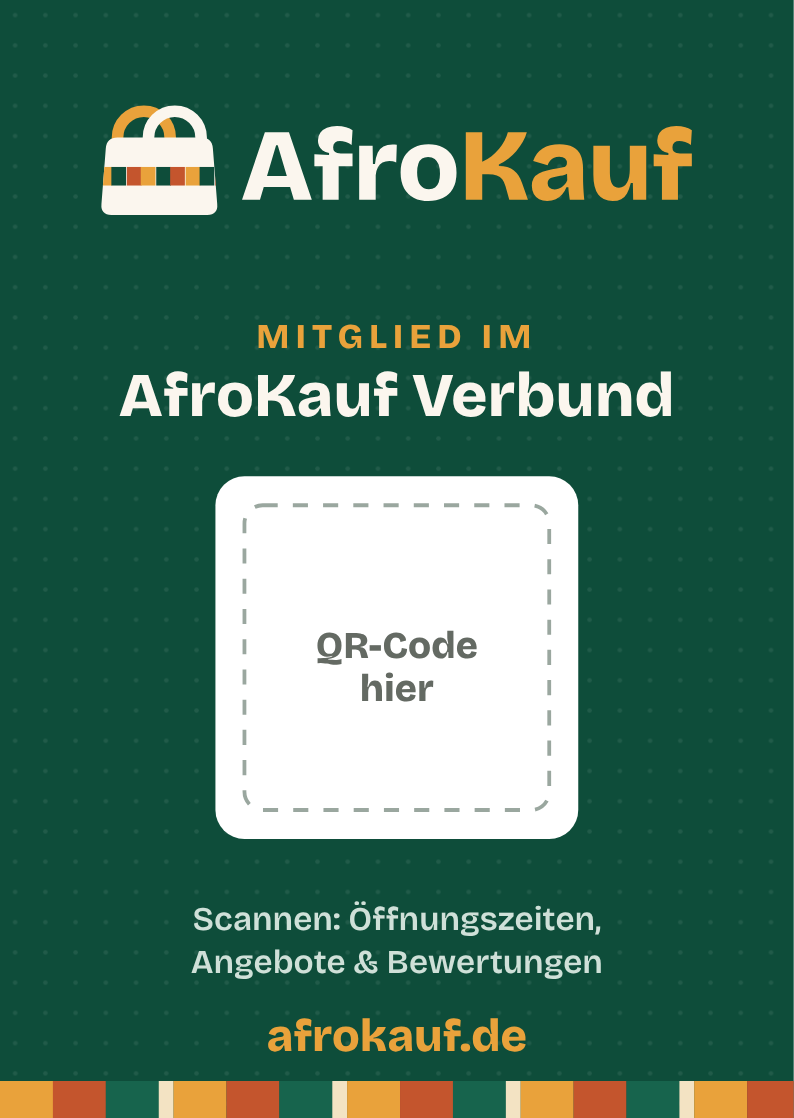 AfroKauf
MITGLIED IM
AfroKauf Verbund
QR-Code
hier
Scannen: Öffnungszeiten,
Angebote & Bewertungen
afrokauf.de